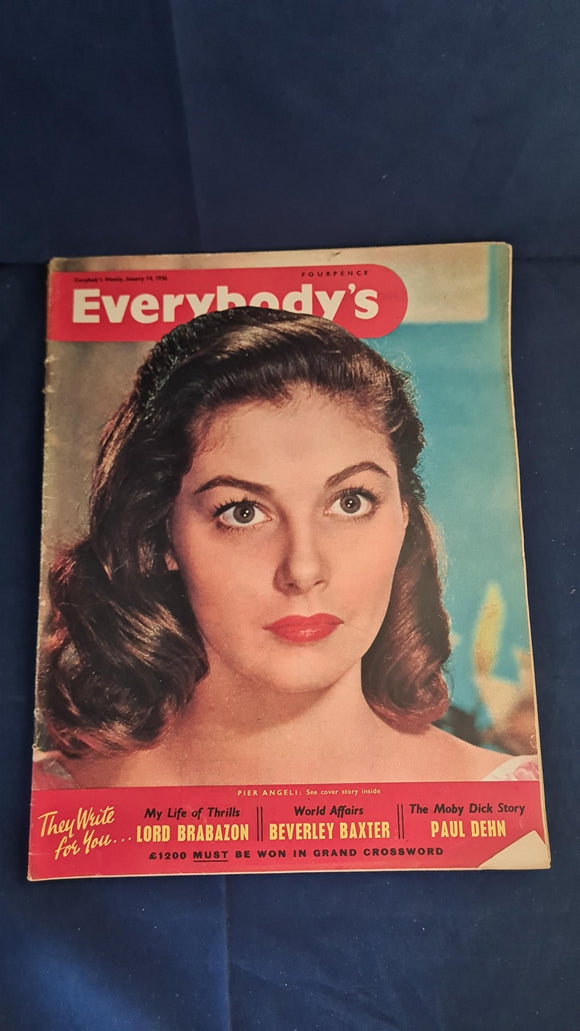 Everybody's Weekly, January 14, 1956
FOURPENCE
Everybody's
PIER ANGELI: See cover story inside
They Write
for You...
My Life of Thrills
LORD BRABAZON
World Affairs
BEVERLEY BAXTER
The Moby Dick Story
PAUL DEHN
£1200 MUST BE WON IN GRAND CROSSWORD